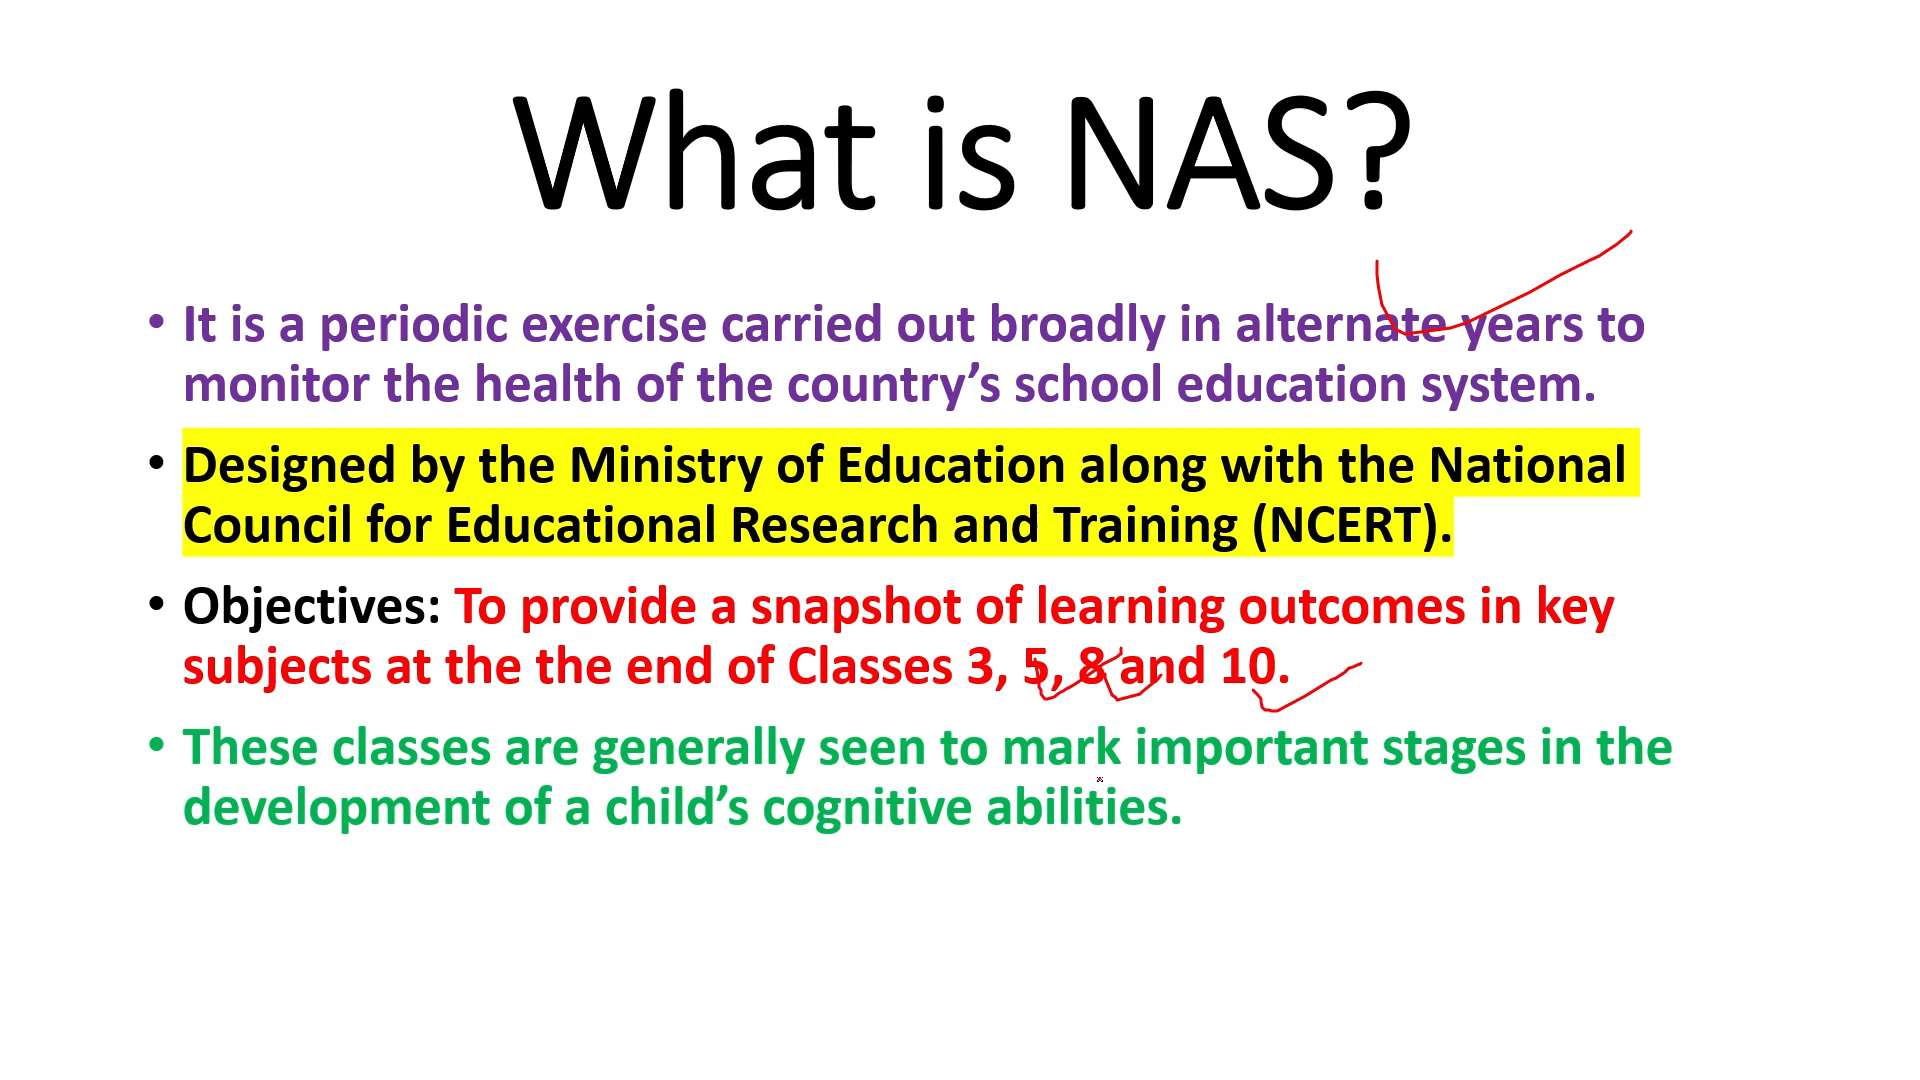 What is NAS?
• It is a periodic exercise carried out broadly in alternate years to
monitor the health of the country’s school education system.
• Designed by the Ministry of Education along with the National
Council for Educational Research and Training (NCERT).
• Objectives: To provide a snapshot of learning outcomes in key
subjects at the the end of Classes 3, 5, 8 and 10.
• These classes are generally seen to mark important stages in the
development of a child’s cognitive abilities.